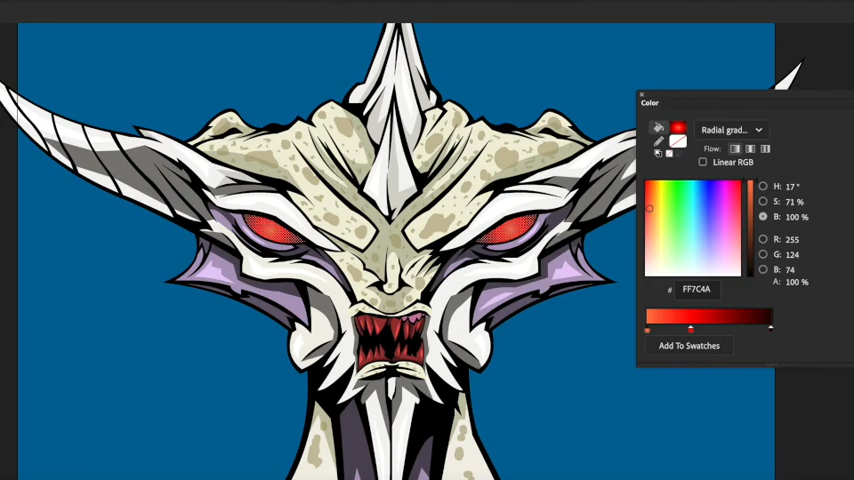 Color
Radial grad...
Flow:
Linear RGB
H: 17 °
S: 71 %
B: 100 %
R: 255
G: 124
B: 74
A: 100 %
# FF7C4A
Add To Swatches